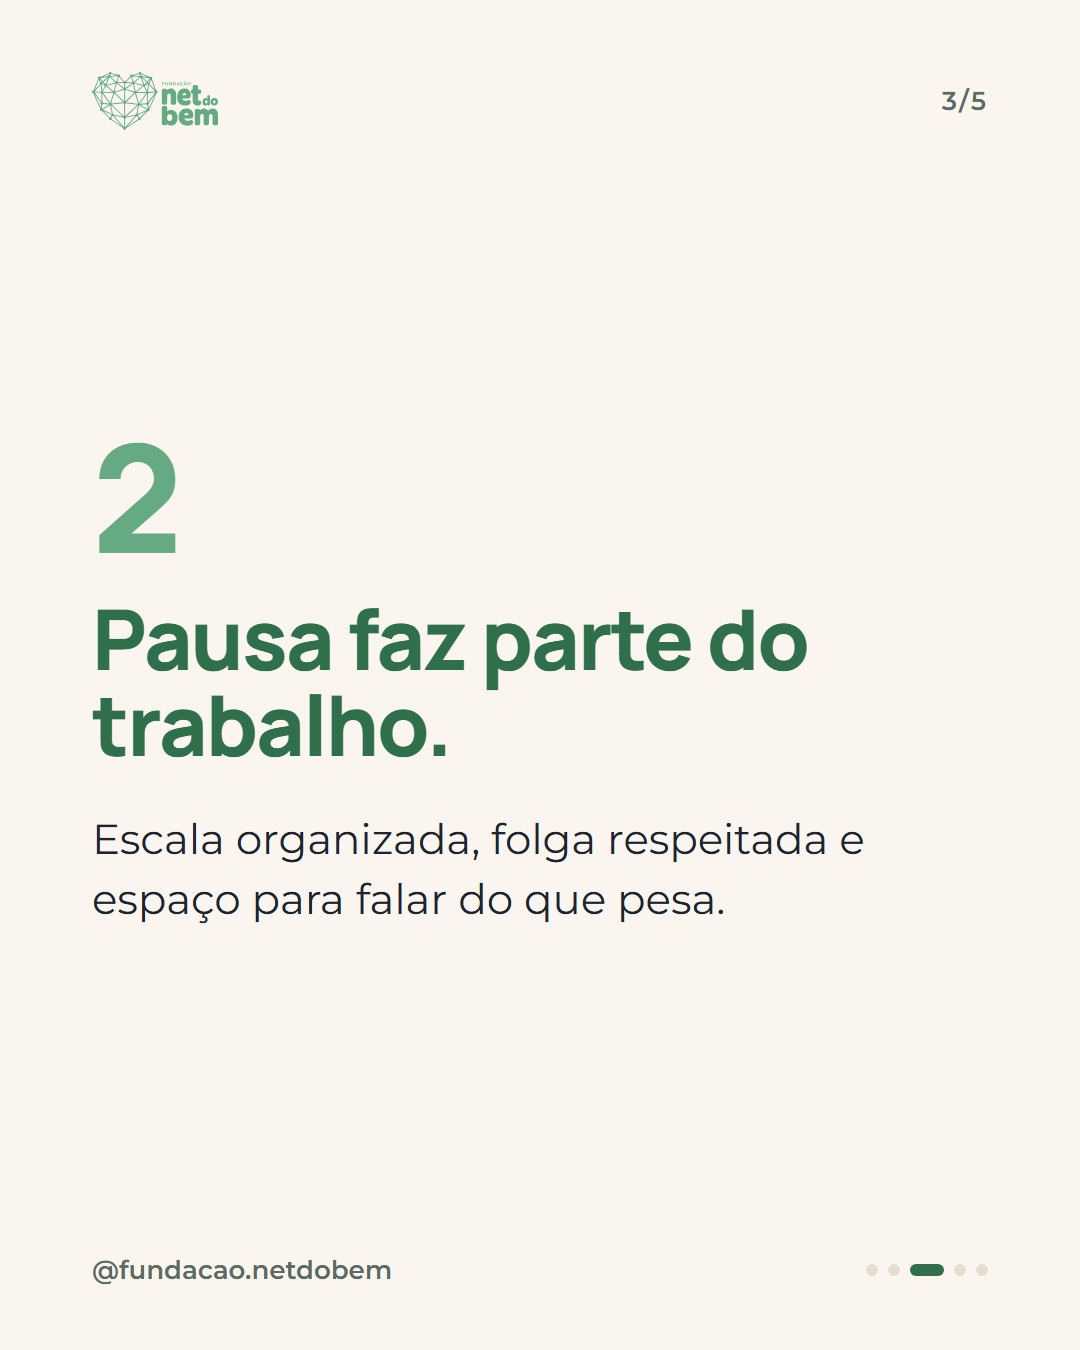 FUNDAÇÃO
net do
bem
3/5
2
Pausa faz parte do
trabalho.
Escala organizada, folga respeitada e
espaço para falar do que pesa.
@fundacao.netdobem